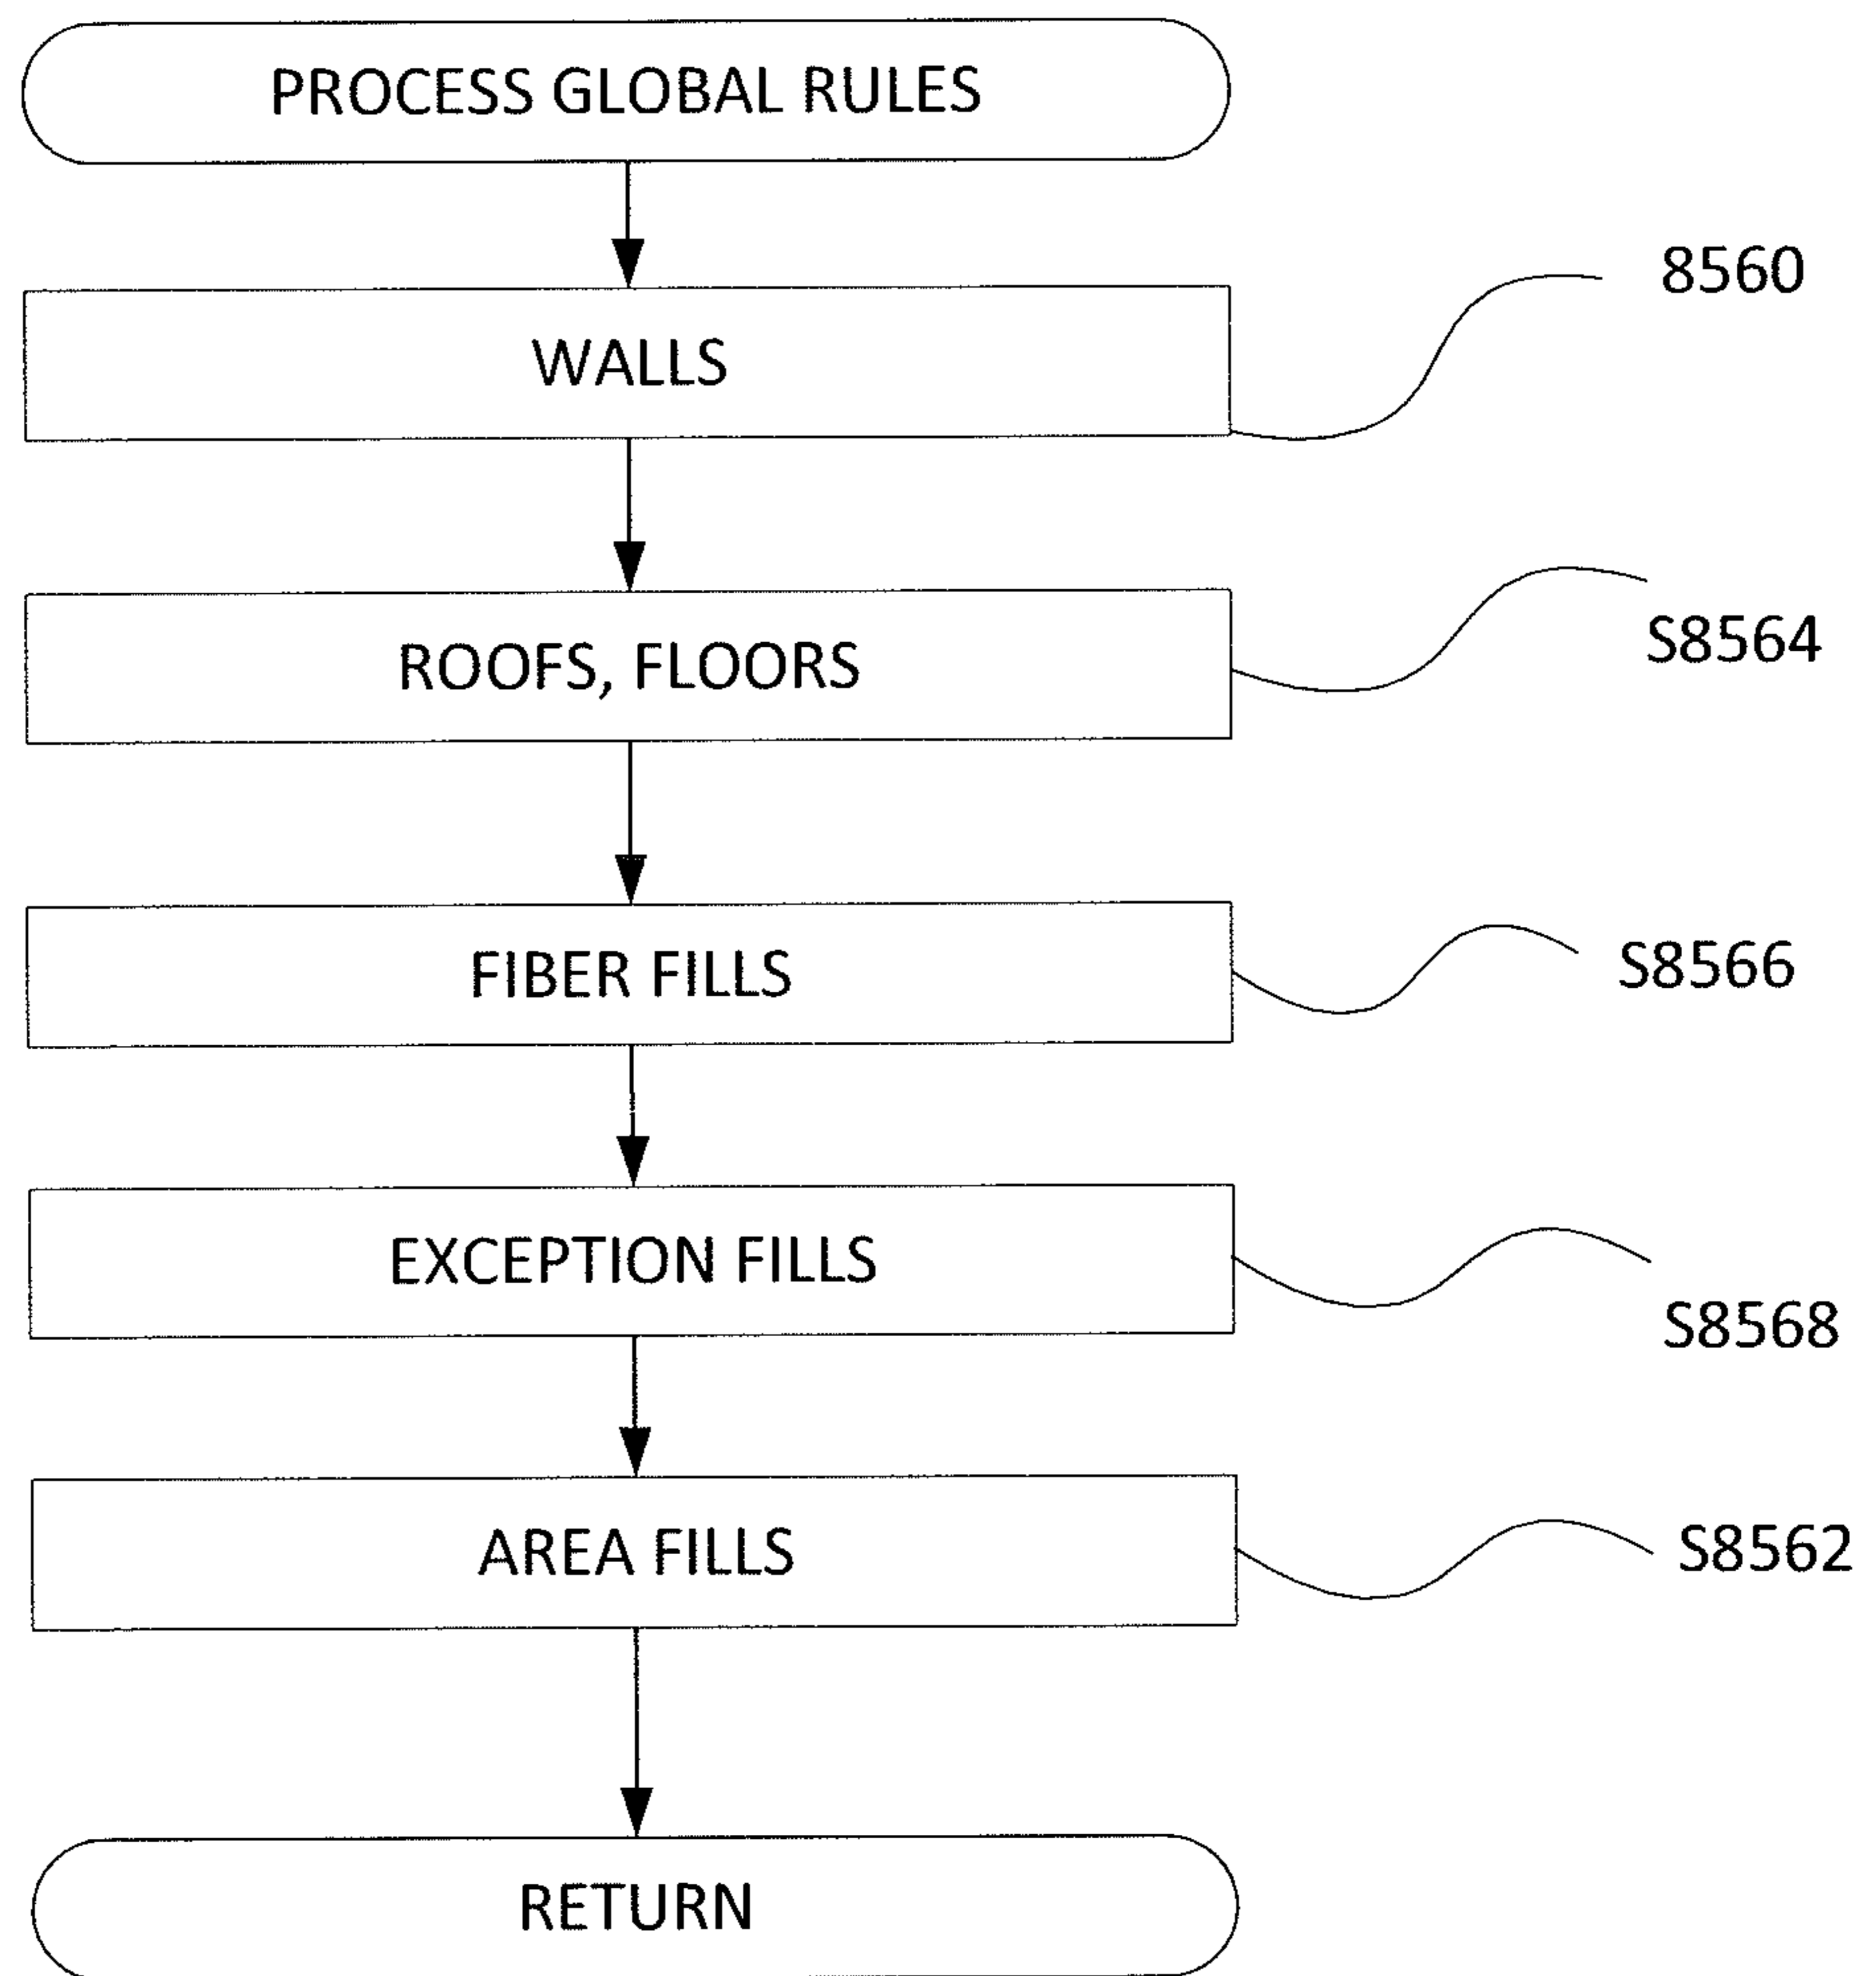 PROCESS GLOBAL RULES
8560
WALLS
S8564
ROOFS, FLOORS
S8566
FIBER FILLS
EXCEPTION FILLS
S8568
AREA FILLS
S8562
RETURN